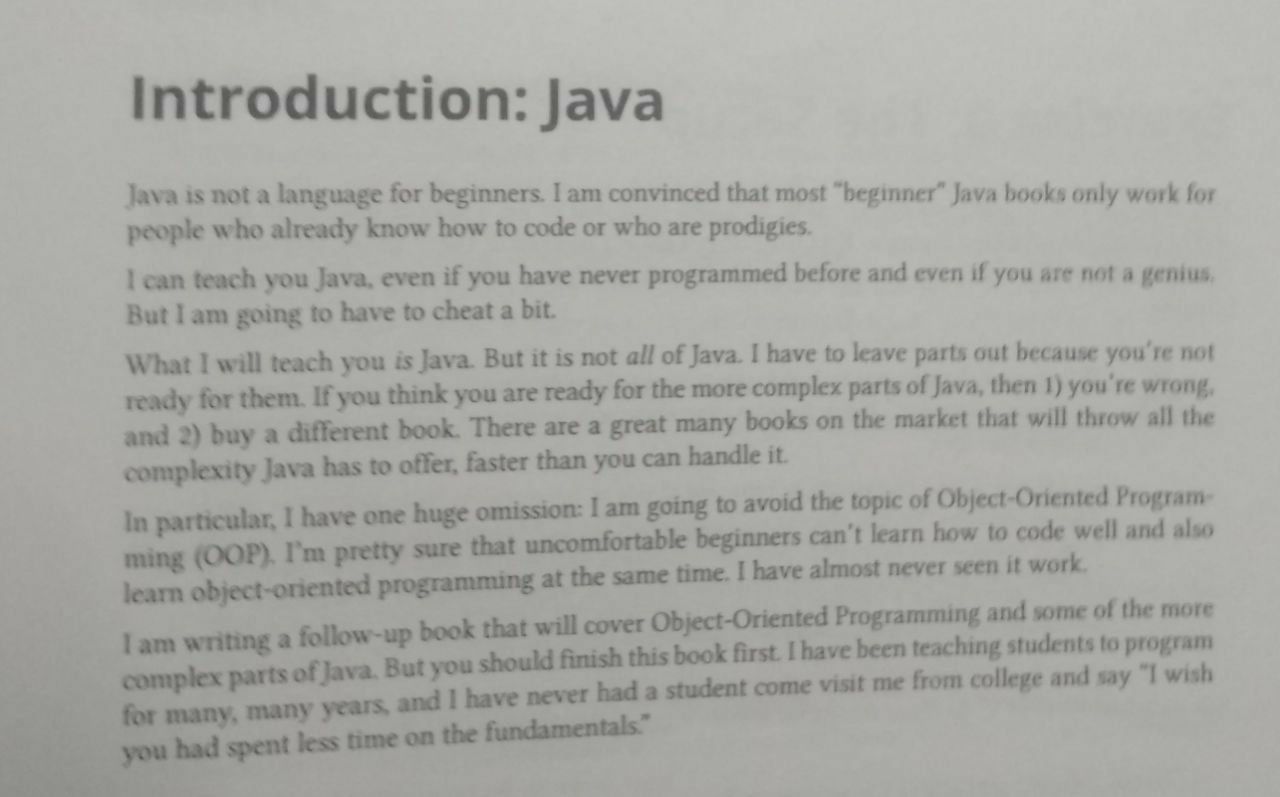 Introduction: Java
Java is not a language for beginners. I am convinced that most "beginner" Java books only work for
people who already know how to code or who are prodigies.
I can teach you Java, even if you have never programmed before and even if you are not a genius.
But I am going to have to cheat a bit.
What I will teach you is Java. But it is not all of Java. I have to leave parts out because you're not
ready for them. If you think you are ready for the more complex parts of Java, then 1) you're wrong,
and 2) buy a different book. There are a great many books on the market that will throw all the
complexity Java has to offer, faster than you can handle it.
In particular, I have one huge omission: I am going to avoid the topic of Object-Oriented Program-
ming (OOP). I'm pretty sure that uncomfortable beginners can't learn how to code well and also
learn object-oriented programming at the same time. I have almost never seen it work.
I am writing a follow-up book that will cover Object-Oriented Programming and some of the more
complex parts of Java. But you should finish this book first. I have been teaching students to program
for many, many years, and I have never had a student come visit me from college and say "I wish
you had spent less time on the fundamentals."